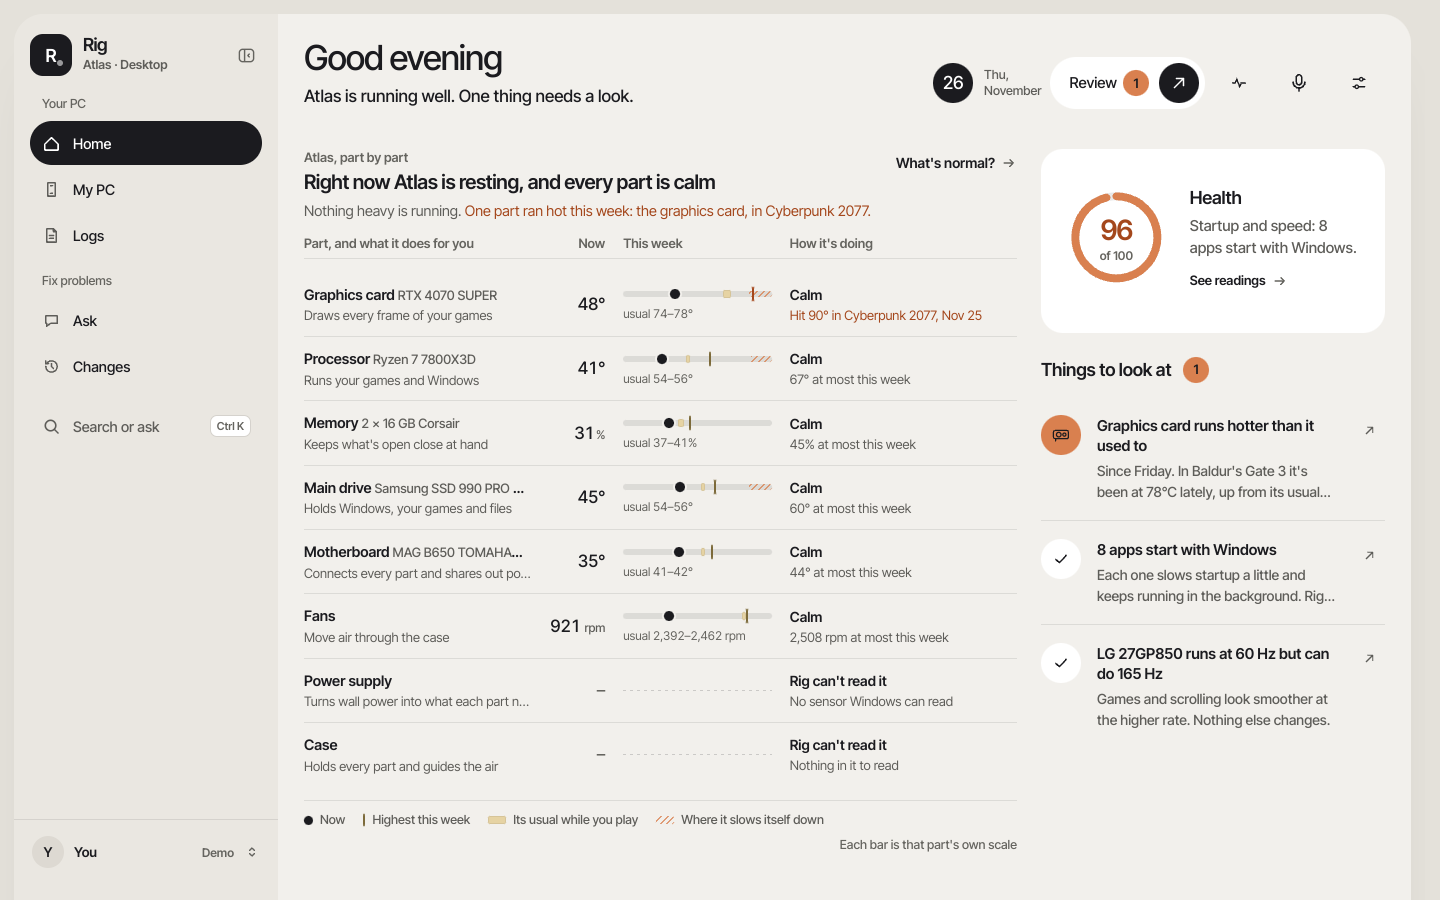 R.
Rig
Atlas · Desktop
Your PC
Home
My PC
Logs
Fix problems
Ask
Changes
Search or ask
Ctrl K
Y
You
Demo
Good evening
Atlas is running well. One thing needs a look.
26
Thu,
November
Review
1
Atlas, part by part
What's normal?
Right now Atlas is resting, and every part is calm
Nothing heavy is running. One part ran hot this week: the graphics card, in Cyberpunk 2077.
Part, and what it does for you
Now
This week
How it's doing
Graphics card RTX 4070 SUPER
Draws every frame of your games
48°
usual 74–78°
Calm
Hit 90° in Cyberpunk 2077, Nov 25
Processor Ryzen 7 7800X3D
Runs your games and Windows
41°
usual 54–56°
Calm
67° at most this week
Memory 2 × 16 GB Corsair
Keeps what's open close at hand
31 %
usual 37–41%
Calm
45% at most this week
Main drive Samsung SSD 990 PRO ...
Holds Windows, your games and files
45°
usual 54–56°
Calm
60° at most this week
Motherboard MAG B650 TOMAHA...
Connects every part and shares out po...
35°
usual 41–42°
Calm
44° at most this week
Fans
Move air through the case
921 rpm
usual 2,392–2,462 rpm
Calm
2,508 rpm at most this week
Power supply
Turns wall power into what each part n...
–
Rig can't read it
No sensor Windows can read
Case
Holds every part and guides the air
–
Rig can't read it
Nothing in it to read
Now
Highest this week
Its usual while you play
Where it slows itself down
Each bar is that part's own scale
96
of 100
Health
Startup and speed: 8
apps start with Windows.
See readings
Things to look at
1
Graphics card runs hotter than it
used to
Since Friday. In Baldur's Gate 3 it's
been at 78°C lately, up from its usual...
8 apps start with Windows
Each one slows startup a little and
keeps running in the background. Rig...
LG 27GP850 runs at 60 Hz but can
do 165 Hz
Games and scrolling look smoother at
the higher rate. Nothing else changes.